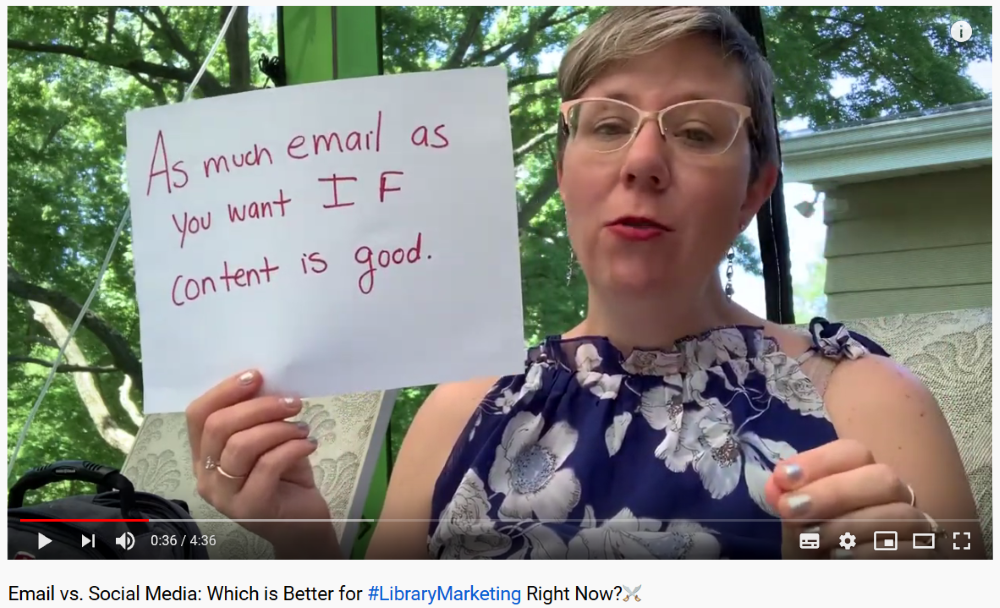 As much email as
you want IF
content is good.
0:36 / 4:36
Email vs. Social Media: Which is Better for #LibraryMarketing Right Now?⚔️